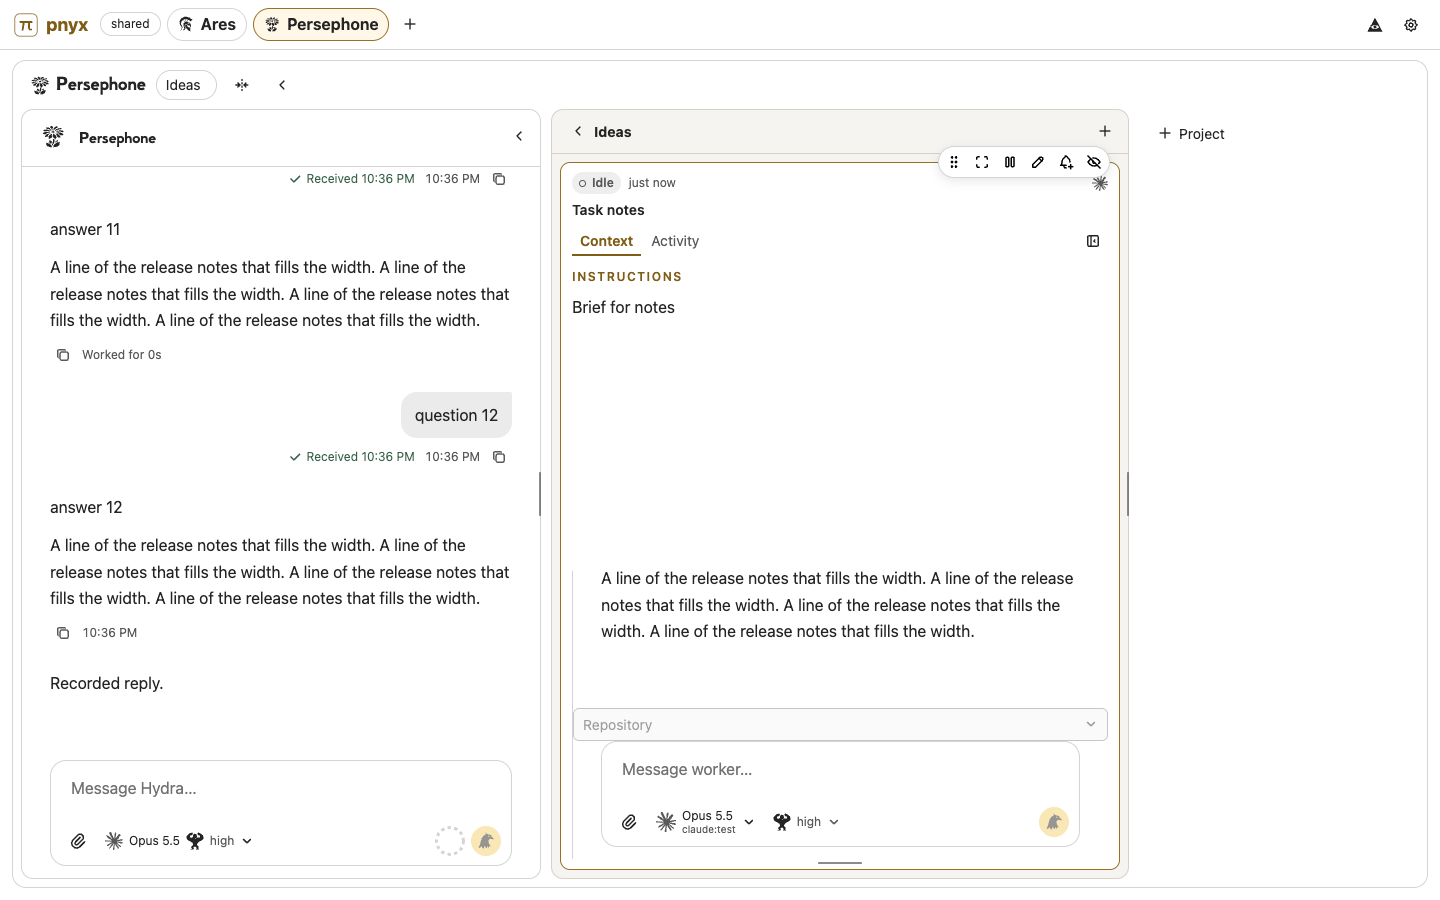 pnyx
shared
Ares
Persephone
Persephone
Ideas
Persephone
Received 10:36 PM 10:36 PM
answer 11
A line of the release notes that fills the width. A line of the
release notes that fills the width. A line of the release notes that
fills the width. A line of the release notes that fills the width.
Worked for 0s
question 12
Received 10:36 PM 10:36 PM
answer 12
A line of the release notes that fills the width. A line of the
release notes that fills the width. A line of the release notes that
fills the width. A line of the release notes that fills the width.
10:36 PM
Recorded reply.
Message Hydra...
Opus 5.5
high
Ideas
Idle just now
Task notes
Context Activity
INSTRUCTIONS
Brief for notes
A line of the release notes that fills the width. A line of the release
notes that fills the width. A line of the release notes that fills the
width. A line of the release notes that fills the width.
Repository
Message worker...
Opus 5.5
claude:test
high
Project